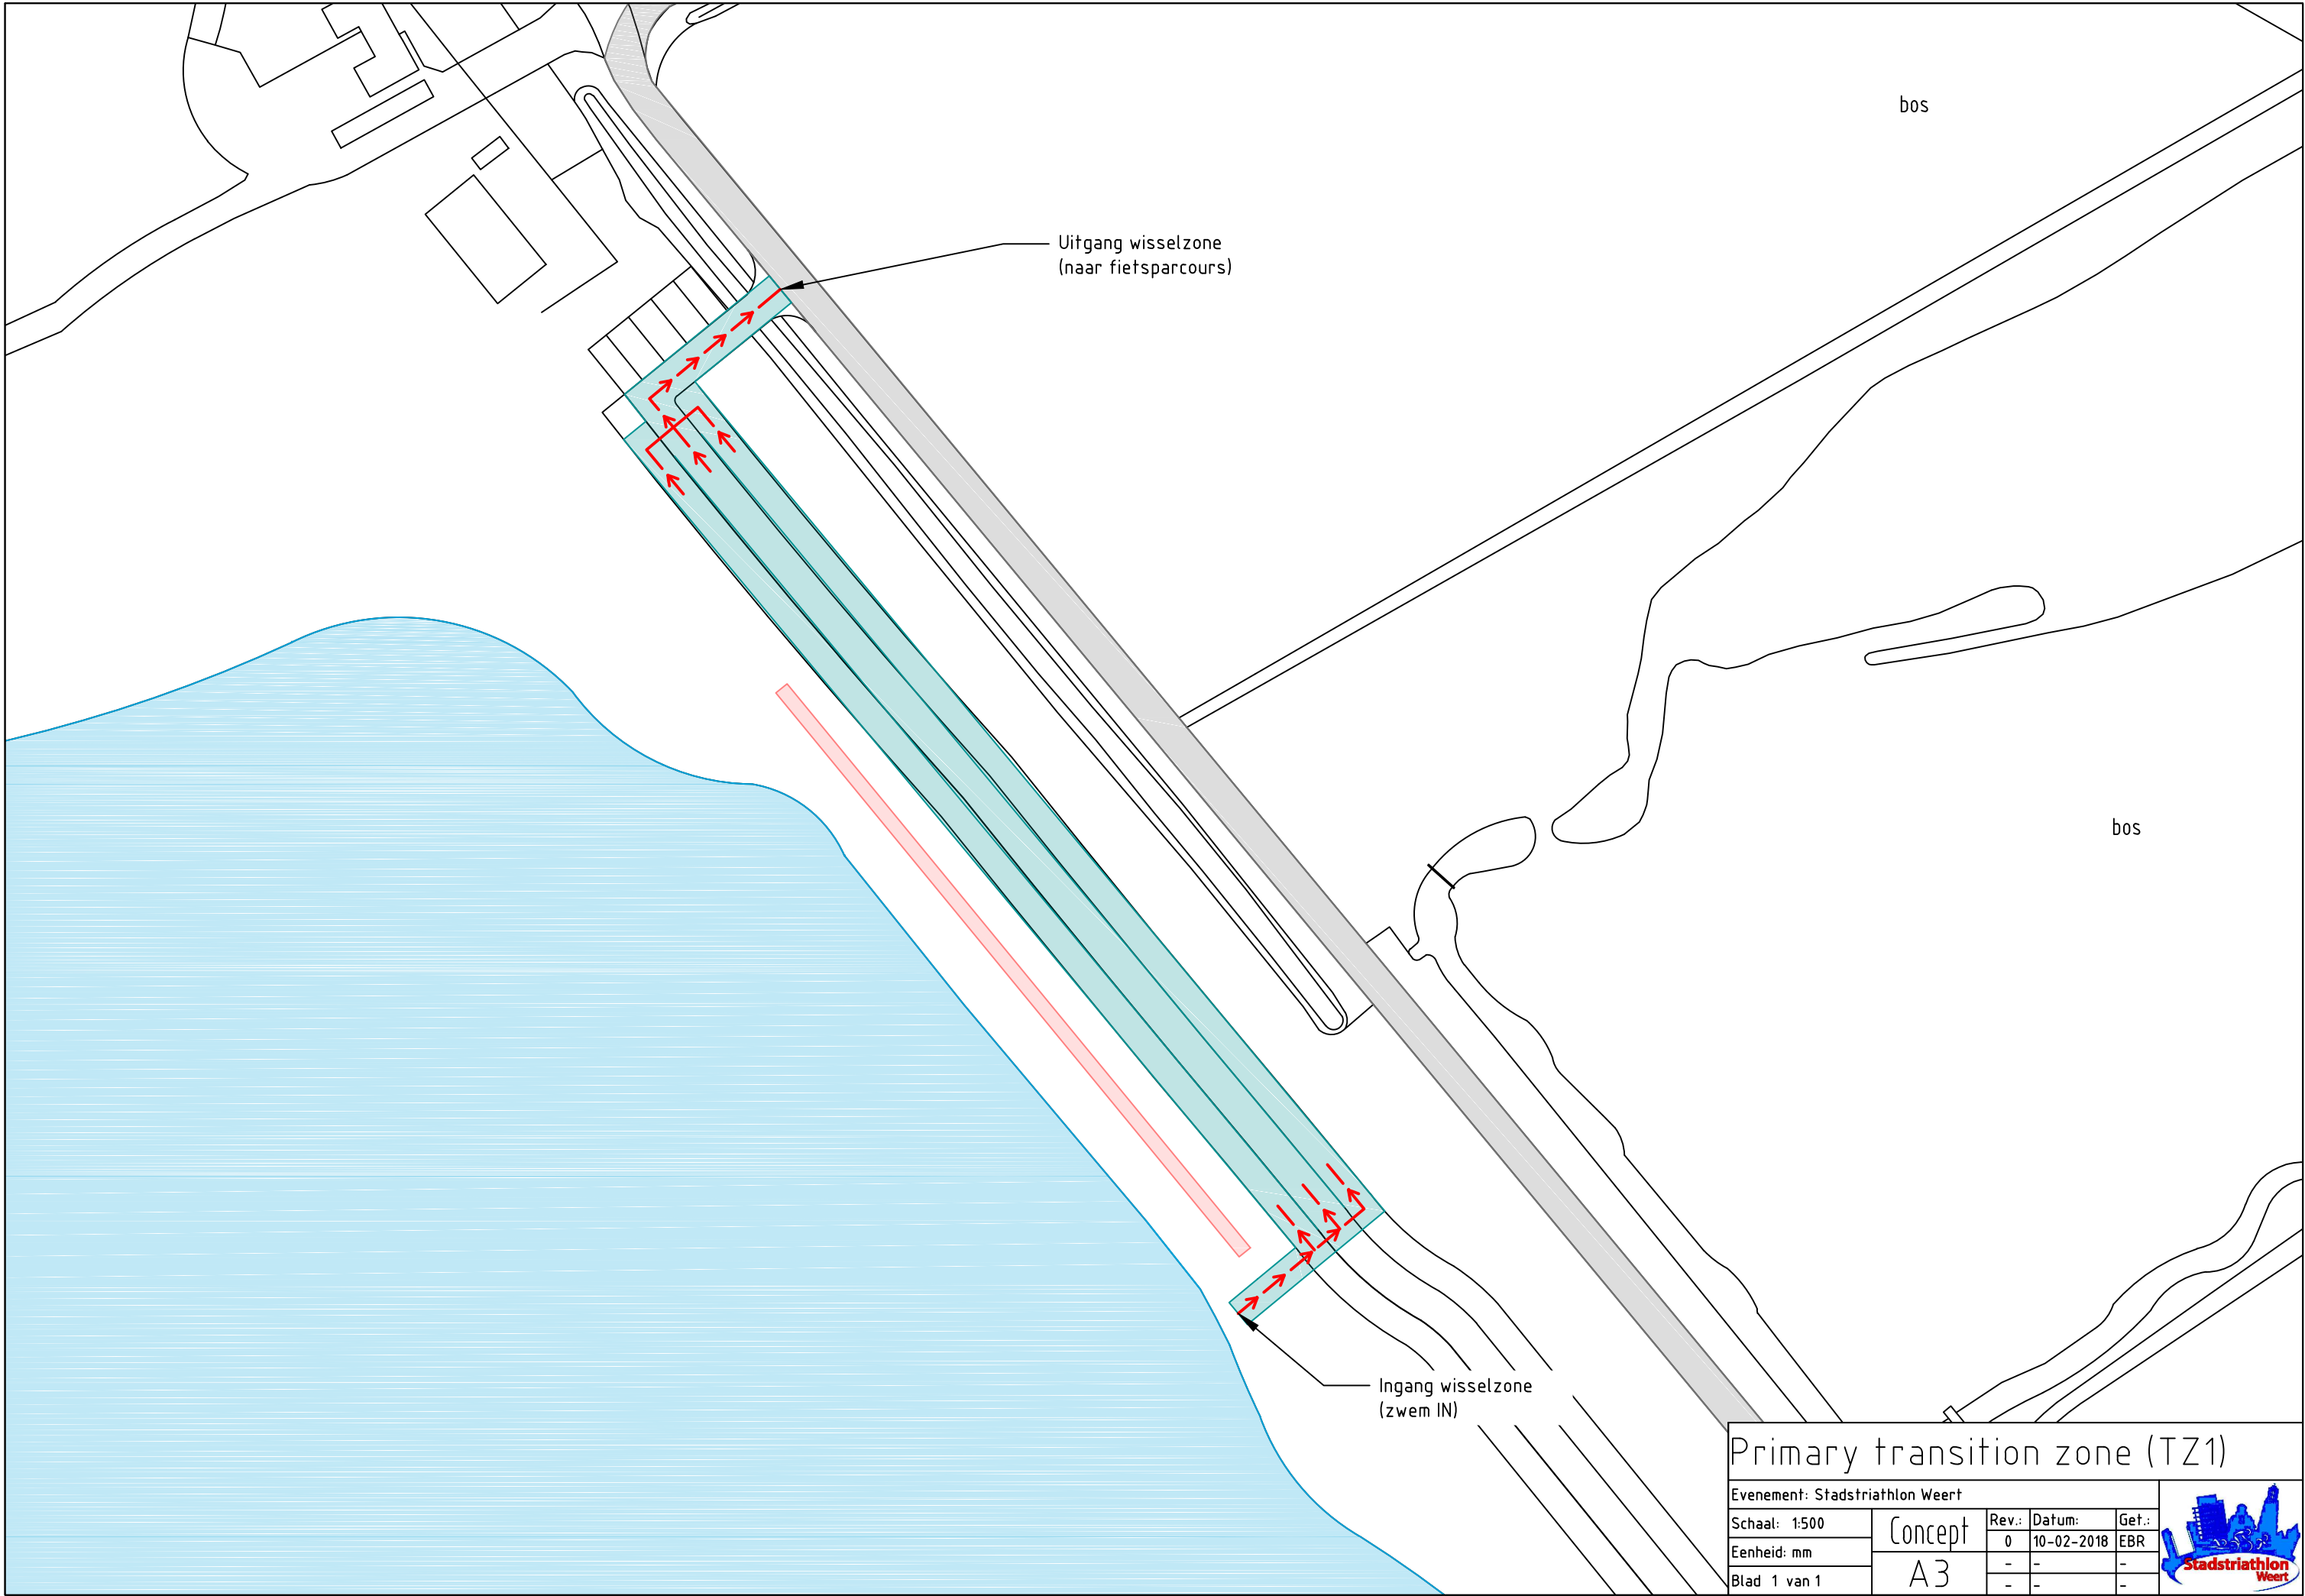 bos
Uitgang wisselzone
(naar fietsparcours)
bos
Ingang wisselzone
(zwem IN)
Primary transition zone (TZ1)
Evenement: Stadstriathlon Weert
Schaal: 1:500
Eenheid: mm
Blad 1 van 1
Concept
A3
Rev.: Datum: Get.:
0 10-02-2018 EBR
- - -
- - -
Stadstriathlon
Weert